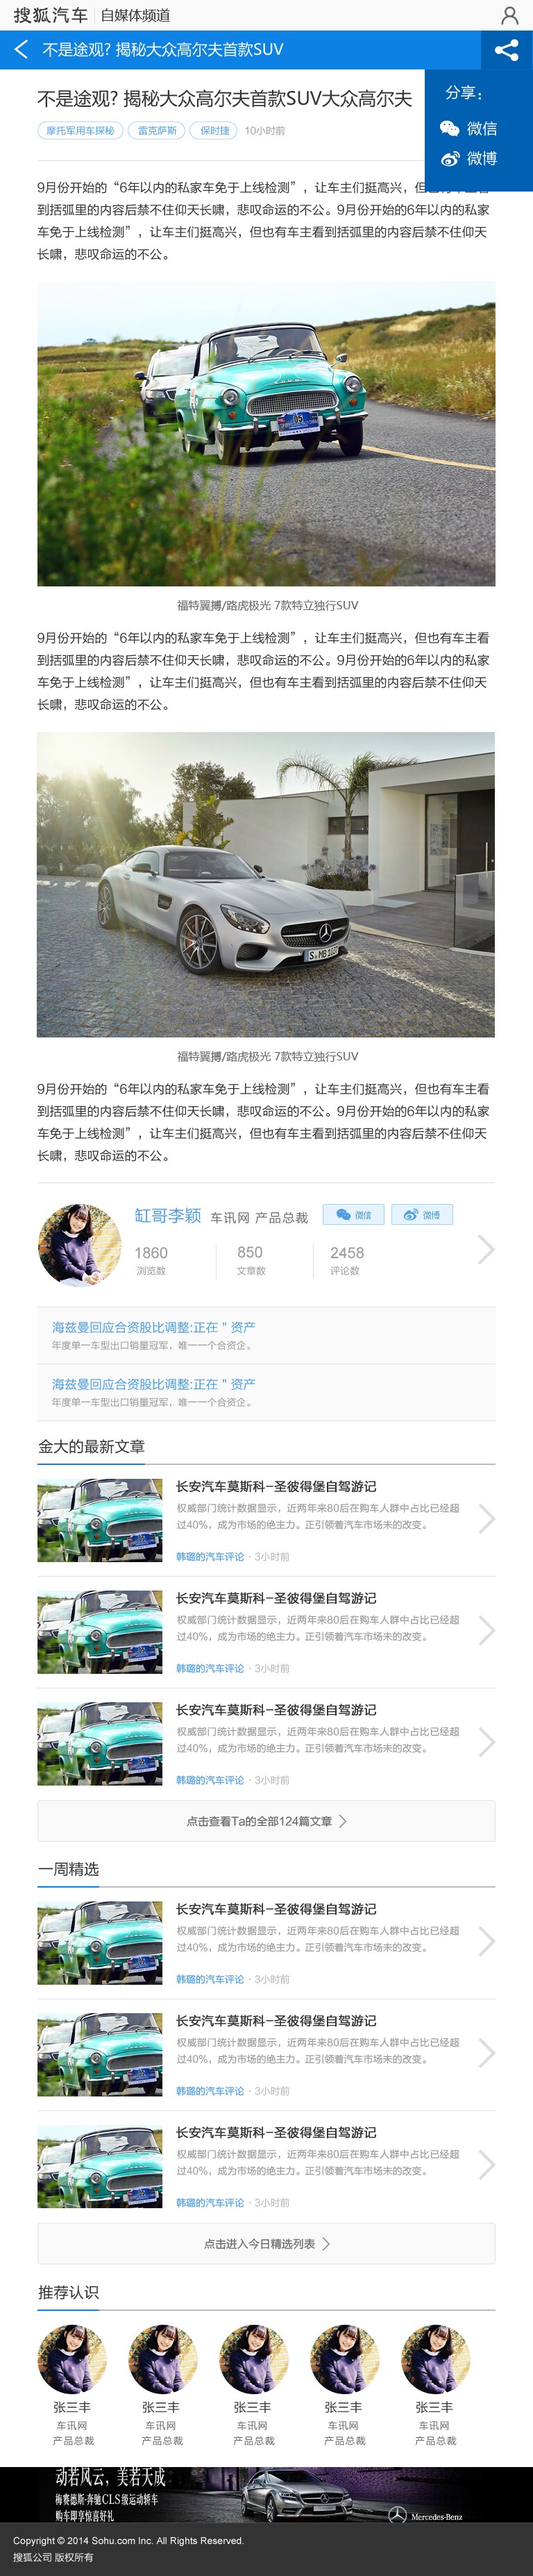 搜狐汽车 自媒体频道
不是途观? 揭秘大众高尔夫首款SUV
不是途观? 揭秘大众高尔夫首款SUV大众高尔夫
分享:
微信
微博
摩托军用车探秘 雷克萨斯 保时捷 10小时前
9月份开始的“6年以内的私家车免于上线检测”，让车主们挺高兴，但也有车主看
到括弧里的内容后禁不住仰天长啸，悲叹命运的不公。9月份开始的6年以内的私家
车免于上线检测”，让车主们挺高兴，但也有车主看到括弧里的内容后禁不住仰天
长啸，悲叹命运的不公。
05
福特翼搏/路虎极光 7款特立独行SUV
9月份开始的“6年以内的私家车免于上线检测”，让车主们挺高兴，但也有车主看
到括弧里的内容后禁不住仰天长啸，悲叹命运的不公。9月份开始的6年以内的私家
车免于上线检测”，让车主们挺高兴，但也有车主看到括弧里的内容后禁不住仰天
长啸，悲叹命运的不公。
福特翼搏/路虎极光 7款特立独行SUV
9月份开始的“6年以内的私家车免于上线检测”，让车主们挺高兴，但也有车主看
到括弧里的内容后禁不住仰天长啸，悲叹命运的不公。9月份开始的6年以内的私家
车免于上线检测”，让车主们挺高兴，但也有车主看到括弧里的内容后禁不住仰天
长啸，悲叹命运的不公。
缸哥李颖 车讯网 产品总裁 微信 微博
1860 850 2458
浏览数 文章数 评论数
海兹曼回应合资股比调整:正在 " 资产
年度单一车型出口销量冠军，唯一一个合资企。
海兹曼回应合资股比调整:正在 " 资产
年度单一车型出口销量冠军，唯一一个合资企。
金大的最新文章
长安汽车莫斯科-圣彼得堡自驾游记
权威部门统计数据显示，近两年来80后在购车人群中占比已经超
过40%，成为市场的绝主力。正引领着汽车市场未的改变。
韩璐的汽车评论 · 3小时前
长安汽车莫斯科-圣彼得堡自驾游记
权威部门统计数据显示，近两年来80后在购车人群中占比已经超
过40%，成为市场的绝主力。正引领着汽车市场未的改变。
韩璐的汽车评论 · 3小时前
长安汽车莫斯科-圣彼得堡自驾游记
权威部门统计数据显示，近两年来80后在购车人群中占比已经超
过40%，成为市场的绝主力。正引领着汽车市场未的改变。
韩璐的汽车评论 · 3小时前
点击查看Ta的全部124篇文章
一周精选
长安汽车莫斯科-圣彼得堡自驾游记
权威部门统计数据显示，近两年来80后在购车人群中占比已经超
过40%，成为市场的绝主力。正引领着汽车市场未的改变。
韩璐的汽车评论 · 3小时前
长安汽车莫斯科-圣彼得堡自驾游记
权威部门统计数据显示，近两年来80后在购车人群中占比已经超
过40%，成为市场的绝主力。正引领着汽车市场未的改变。
韩璐的汽车评论 · 3小时前
长安汽车莫斯科-圣彼得堡自驾游记
权威部门统计数据显示，近两年来80后在购车人群中占比已经超
过40%，成为市场的绝主力。正引领着汽车市场未的改变。
韩璐的汽车评论 · 3小时前
点击进入今日精选列表
推荐认识
张三丰 张三丰 张三丰 张三丰 张三丰
车讯网 车讯网 车讯网 车讯网 车讯网
产品总裁 产品总裁 产品总裁 产品总裁 产品总裁
动若风云，美若天成
梅赛德斯-奔驰CLS级运动轿车
购车即享惊喜好礼
Mercedes-Benz
Copyright © 2014 Sohu.com Inc. All Rights Reserved.
搜狐公司 版权所有